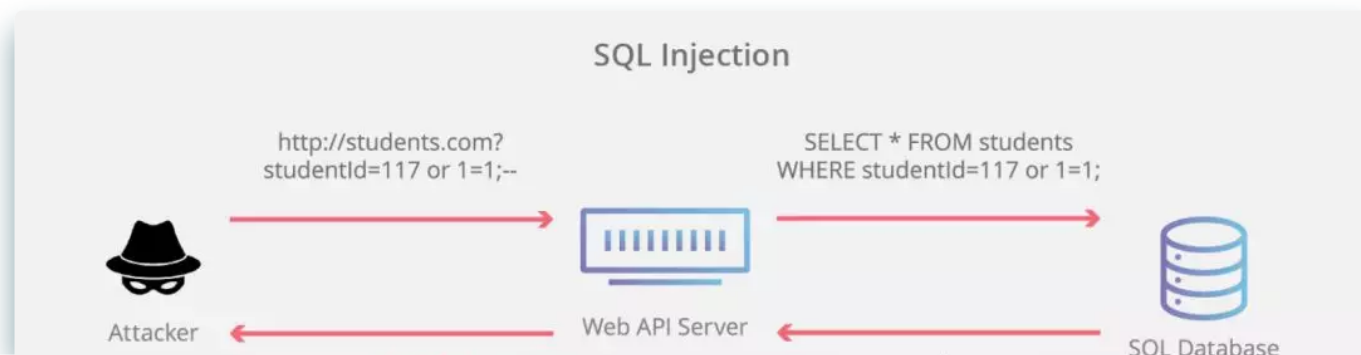 SQL Injection
http://students.com?
studentId=117 or 1=1;--
SELECT * FROM students
WHERE studentId=117 or 1=1;
Attacker
Web API Server
SQL Database